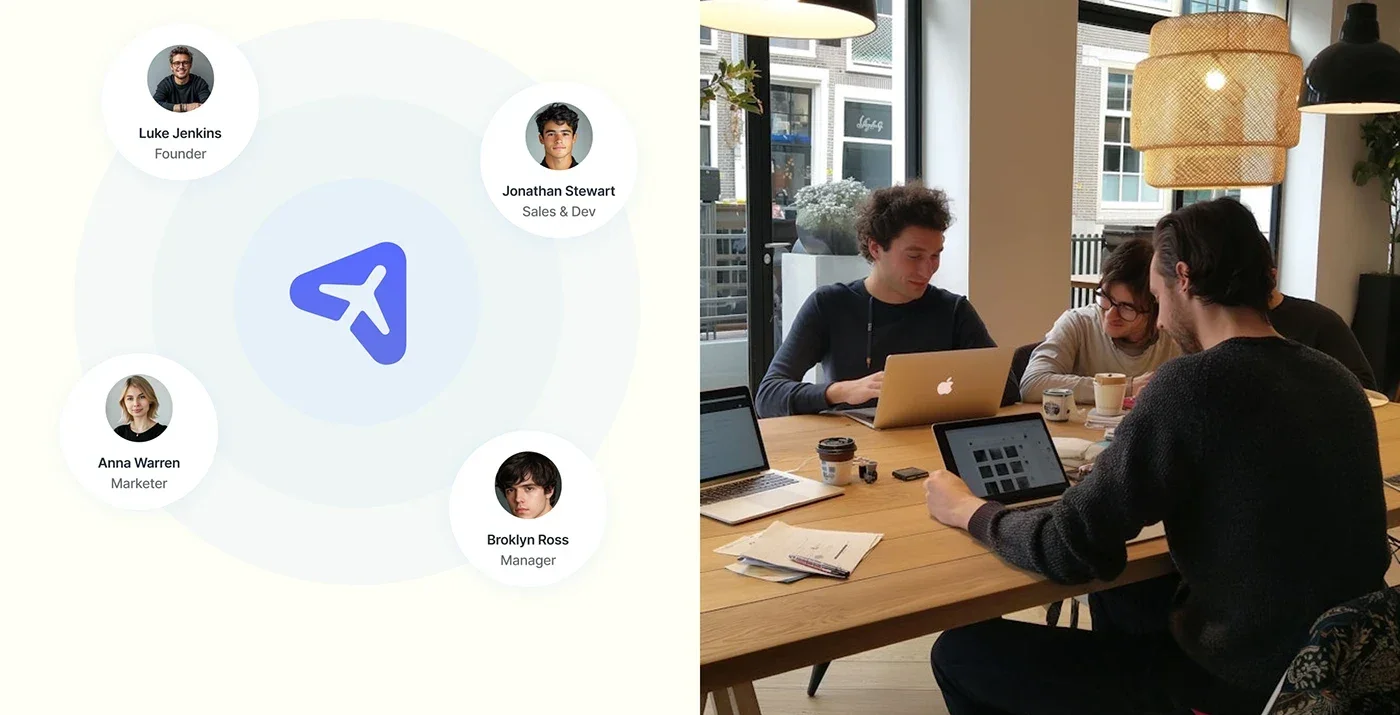 Luke Jenkins
Founder
Jonathan Stewart
Sales & Dev
Anna Warren
Marketer
Broklyn Ross
Manager